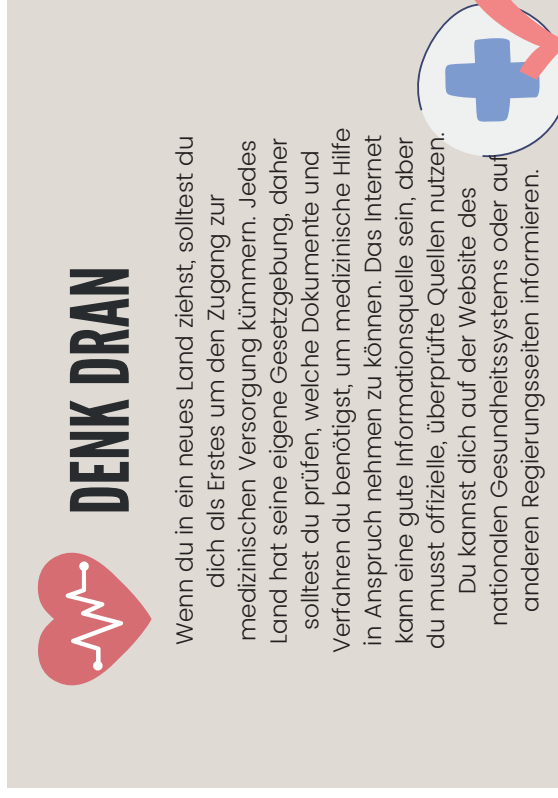 DENK DRAN
Wenn du in ein neues Land ziehst, solltest du
dich als Erstes um den Zugang zur
medizinischen Versorgung kümmern. Jedes
Land hat seine eigene Gesetzgebung, daher
solltest du prüfen, welche Dokumente und
Verfahren du benötigst, um medizinische Hilfe
in Anspruch nehmen zu können. Das Internet
kann eine gute Informationsquelle sein, aber
du musst offizielle, überprüfte Quellen nutzen.
Du kannst dich auf der Website des
nationalen Gesundheitssystems oder auf
anderen Regierungsseiten informieren.